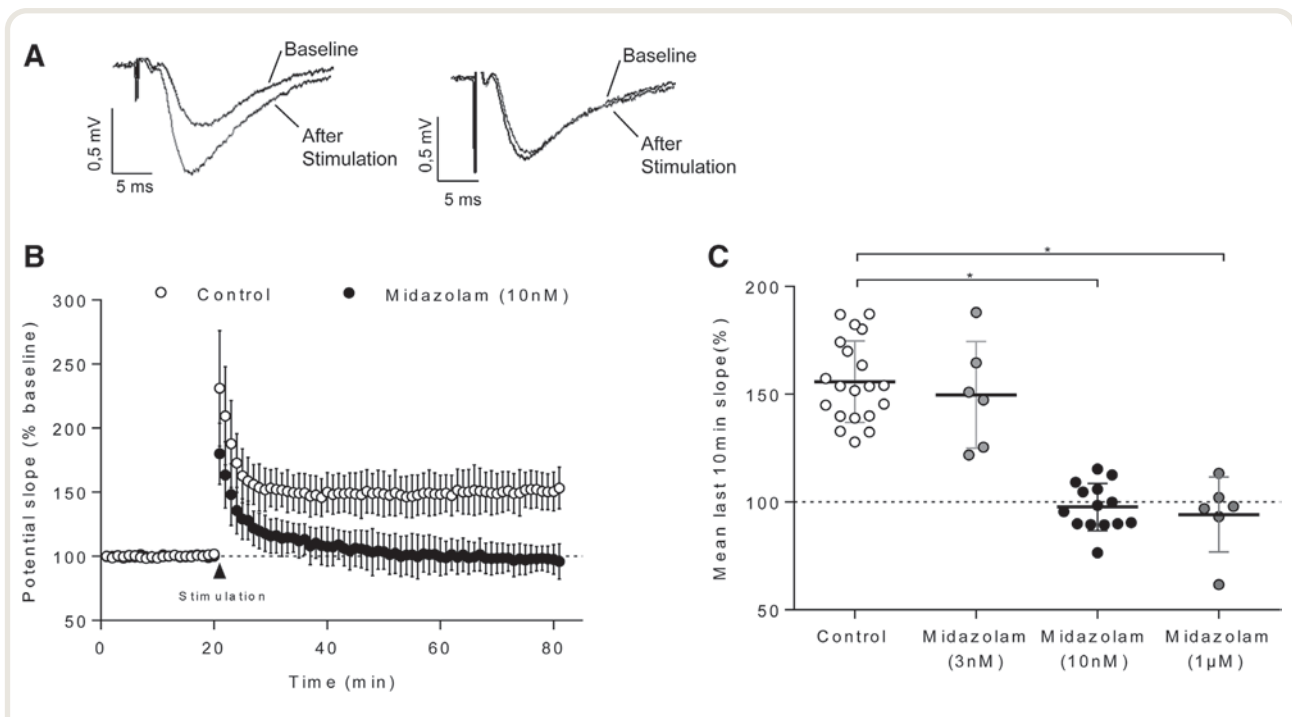 A
Baseline
After
Stimulation
0,5 mV
5 ms
Baseline
After
Stimulation
0,5 mV
5 ms
B
Control
Midazolam (10nM)
Potential slope (% baseline)
300
250
200
150
100
50
Stimulation
0
20
40
60
80
Time (min)
C
*
*
Mean last 10min slope(%)
200
150
100
50
Control
Midazolam
(3nM)
Midazolam
(10nM)
Midazolam
(1µM)